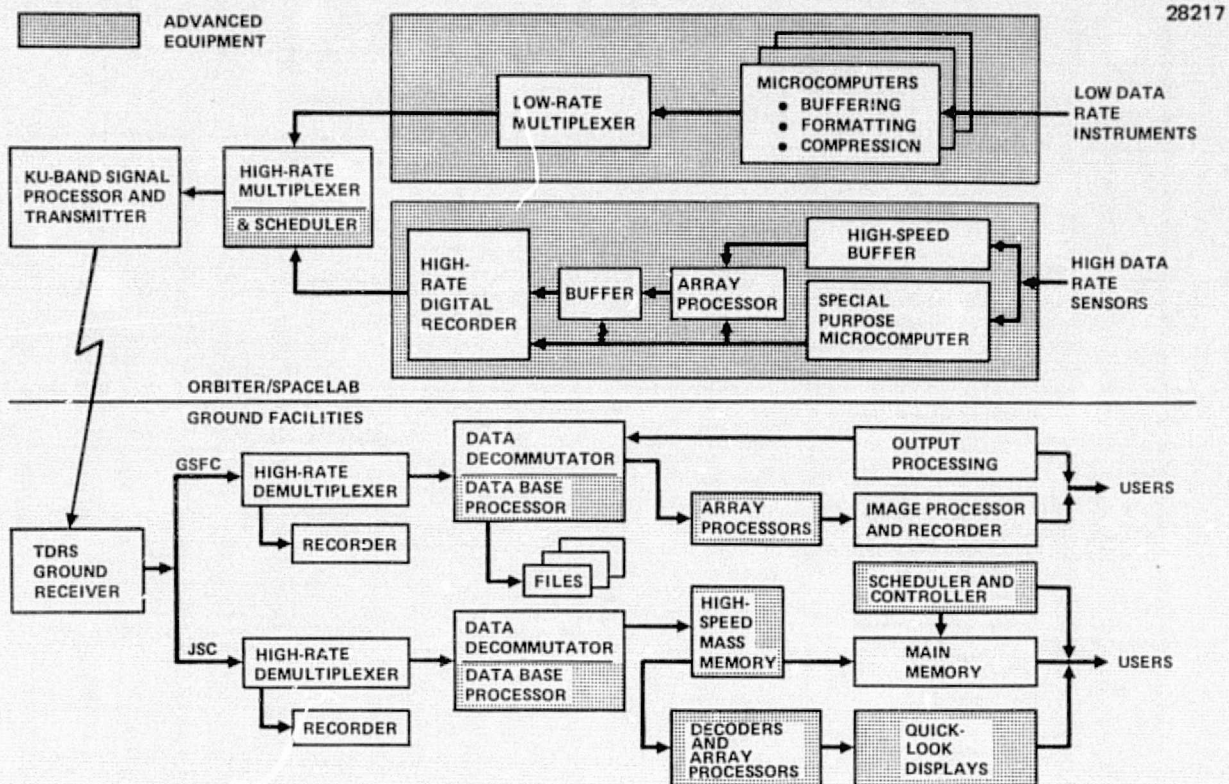 28217
ADVANCED
EQUIPMENT
MICROCOMPUTERS
• BUFFERING
• FORMATTING
• COMPRESSION
LOW-RATE
MULTIPLEXER
LOW DATA
RATE
INSTRUMENTS
KU-BAND SIGNAL
PROCESSOR AND
TRANSMITTER
HIGH-RATE
MULTIPLEXER
& SCHEDULER
HIGH-
RATE
DIGITAL
RECORDER
BUFFER
ARRAY
PROCESSOR
HIGH-SPEED
BUFFER
SPECIAL
PURPOSE
MICROCOMPUTER
HIGH DATA
RATE
SENSORS
ORBITER/SPACELAB
GROUND FACILITIES
TDRS
GROUND
RECEIVER
GSFC
HIGH-RATE
DEMULTIPLEXER
RECORDER
DATA
DECOMMUTATOR
DATA BASE
PROCESSOR
FILES
ARRAY
PROCESSORS
OUTPUT
PROCESSING
IMAGE PROCESSOR
AND RECORDER
USERS
JSC
HIGH-RATE
DEMULTIPLEXER
RECORDER
DATA
DECOMMUTATOR
DATA BASE
PROCESSOR
HIGH-
SPEED
MASS
MEMORY
SCHEDULER AND
CONTROLLER
MAIN
MEMORY
USERS
DECODERS
AND
ARRAY
PROCESSORS
QUICK-
LOOK
DISPLAYS